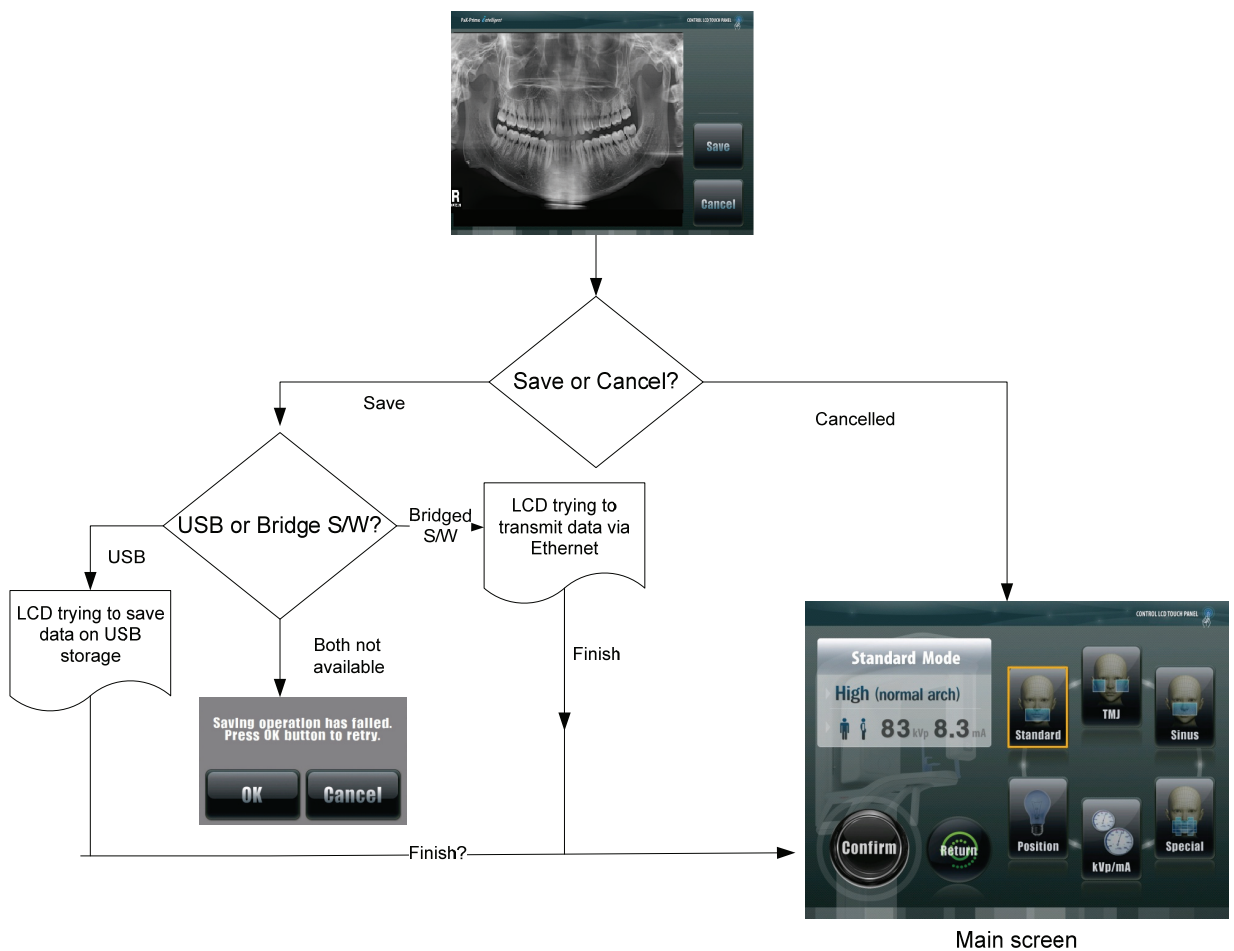 PaX-Primo intelligent
CONTROL LCD TOUCH PANEL
Save
Cancel
R
Save or Cancel?
Save
Cancelled
USB or Bridge S/W?
Bridged
S/W
LCD trying to
transmit data via
Ethernet
USB
LCD trying to save
data on USB
storage
Both not
available
Finish
Saving operation has failed.
Press OK button to retry.
OK
Cancel
Finish?
CONTROL LCD TOUCH PANEL
Standard Mode
High (normal arch)
83 kVp 8.3 mA
Standard
TMJ
Sinus
Position
kVp/mA
Special
Confirm
Return
Main screen